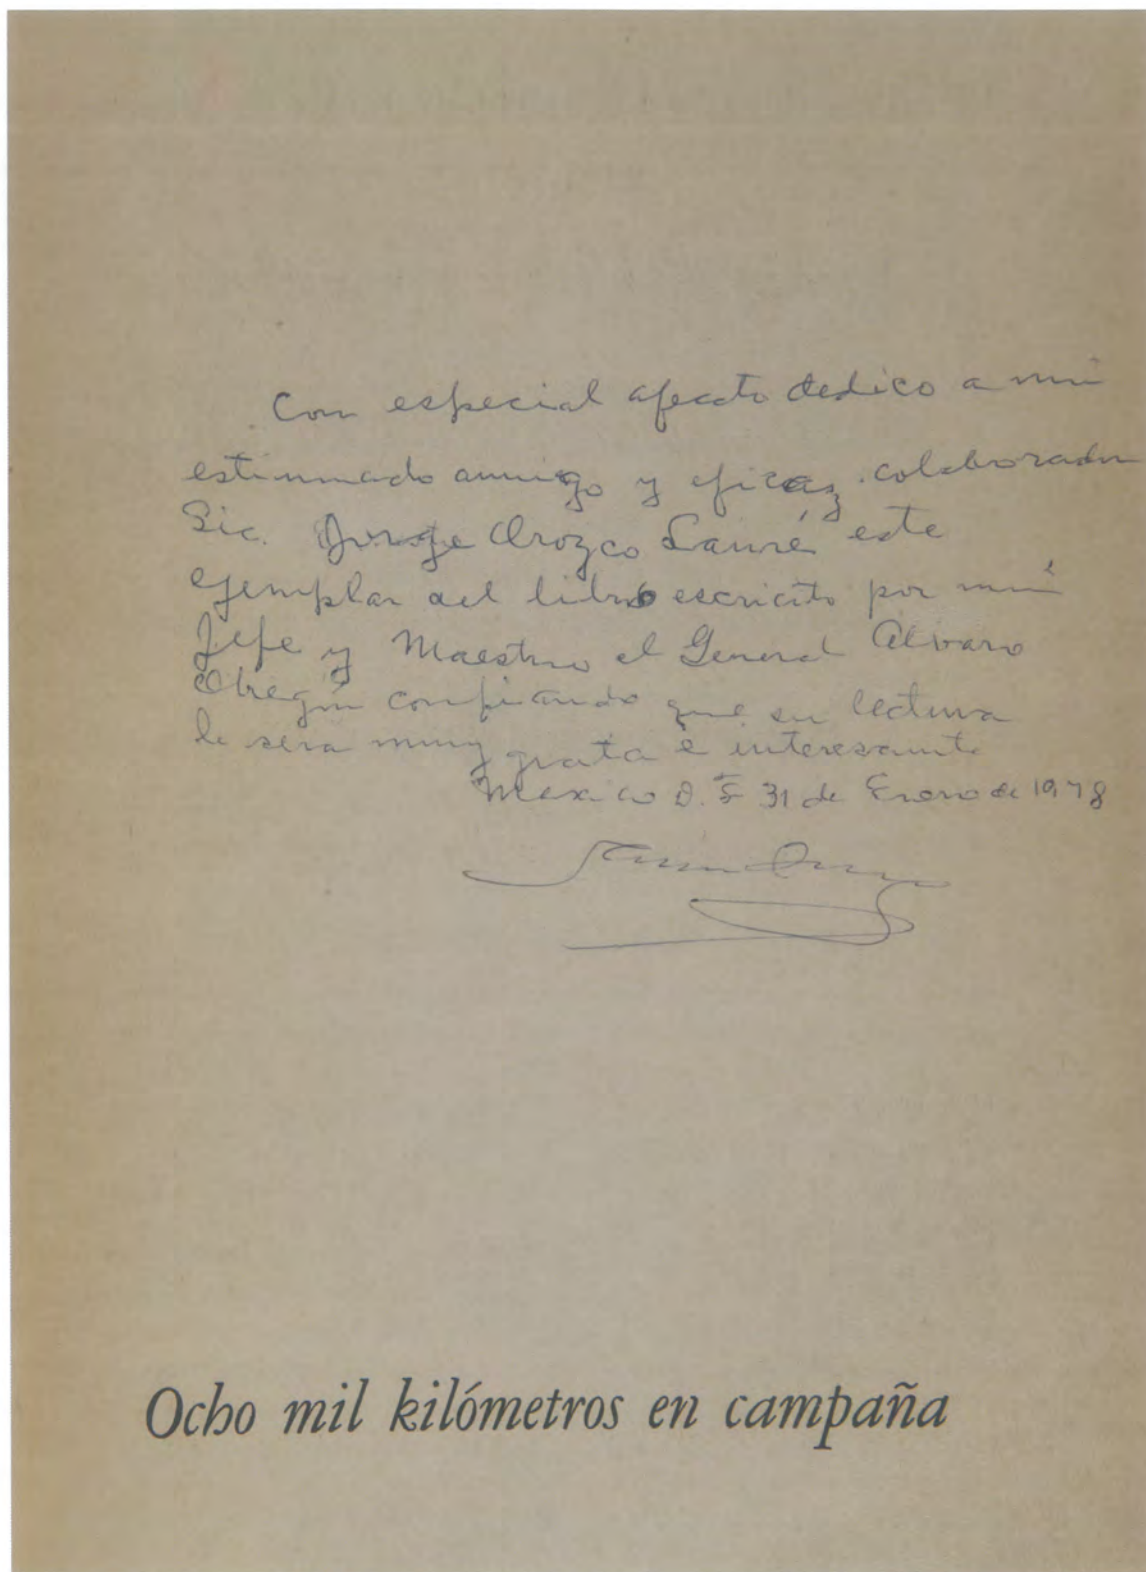 Con especial afecto dedico a mi
estimado amigo y eficaz colaborador
Lic. Jorge Orozco Lainé este
ejemplar del libro escricito por mi
Jefe y Maestro el General Alvaro
Obregón confiando que su lectura
le sera muy grata e interesante
Mexico D. F 31 de Enero de 1978
Ocho mil kilómetros en campaña